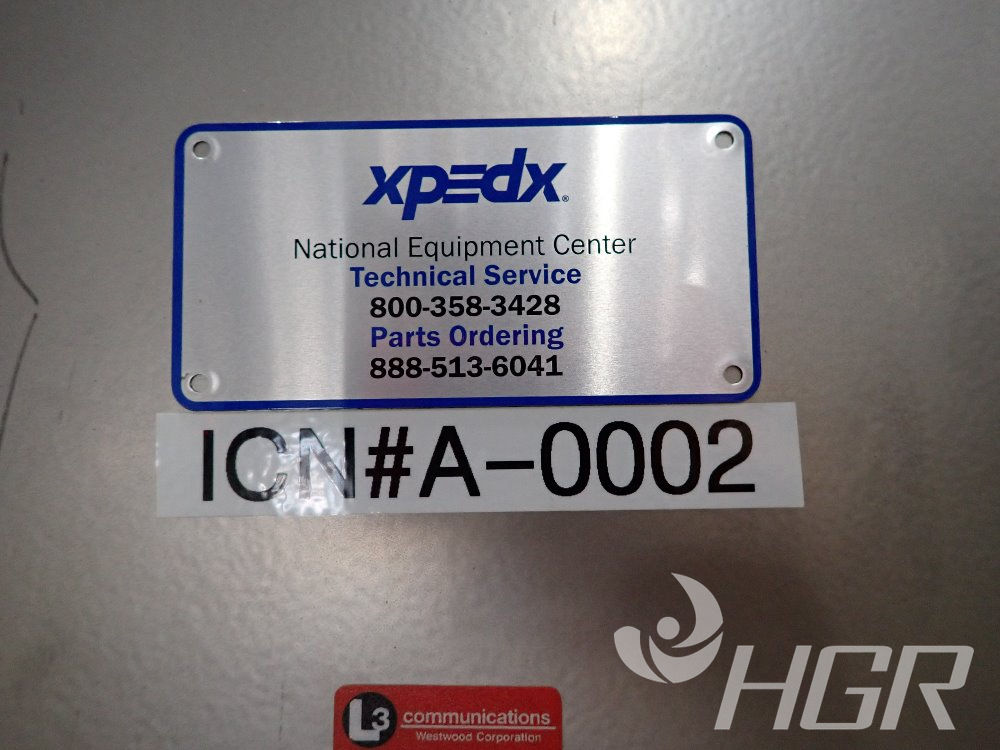 xpedx®
National Equipment Center
Technical Service
800-358-3428
Parts Ordering
888-513-6041
ICN#A-0002
HGR
L3 communications
Westwood Corporation